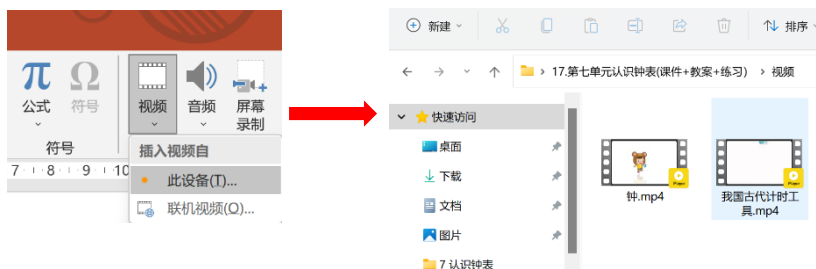 π
Ω
公式
符号
视频
音频
屏幕
录制
符号
插入视频自
7 8 9 10
此设备(T)...
联机视频(O)...
新建
排序
17.第七单元认识钟表(课件+教案+练习) > 视频
快速访问
桌面
下载
文档
图片
7 认识钟表
钟.mp4
我国古代计时工
具.mp4
Player
Player